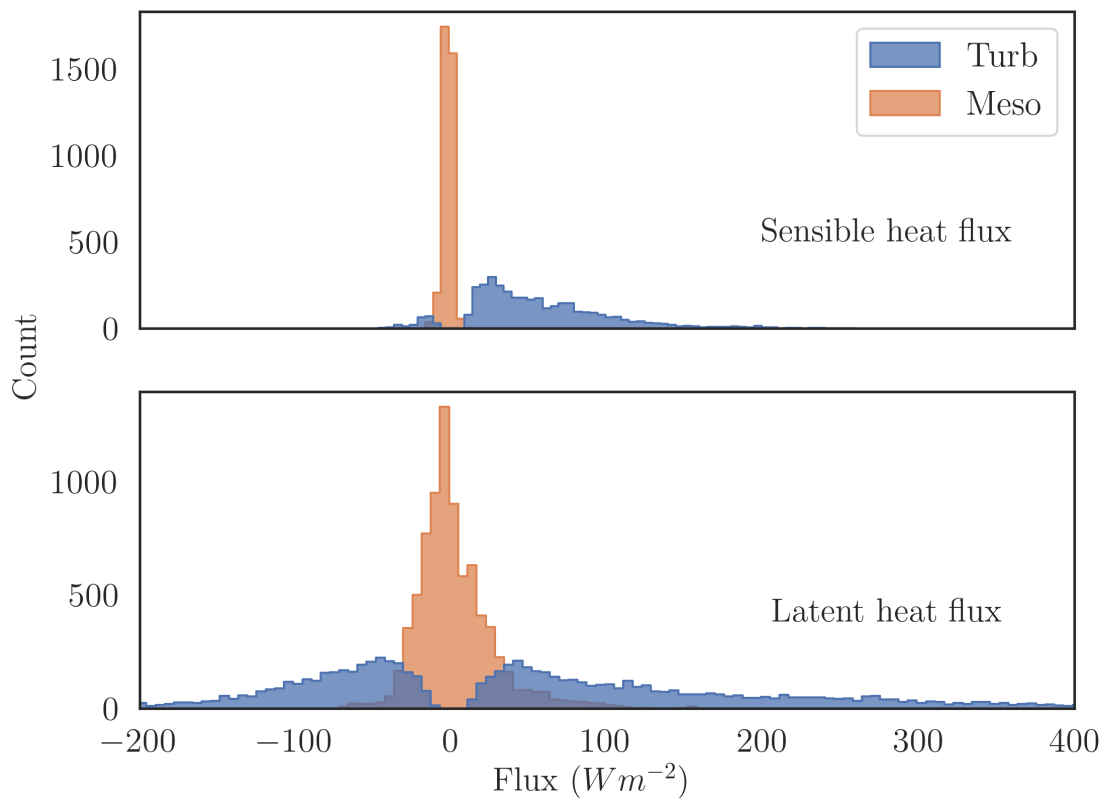 1500
1000
500
0
Turb
Meso
Sensible heat flux
Count
1000
500
0
Latent heat flux
−200 −100 0 100 200 300 400
Flux (Wm⁻²)